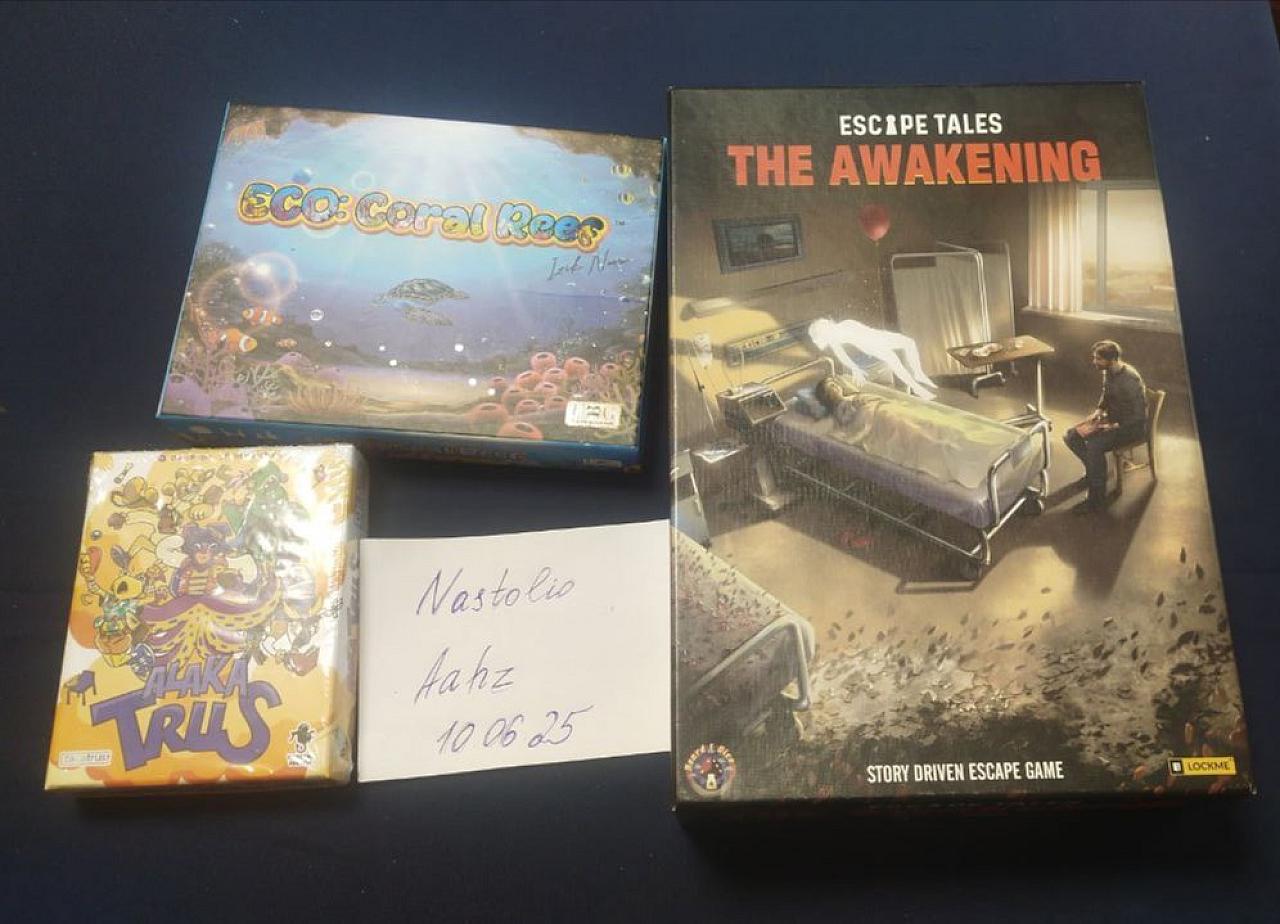 ECO: Coral Reef
ESCAPE TALES
THE AWAKENING
STORY DRIVEN ESCAPE GAME
LOCKME
ALAKA
TRUS
Nastolio
Aahz
10 06 25